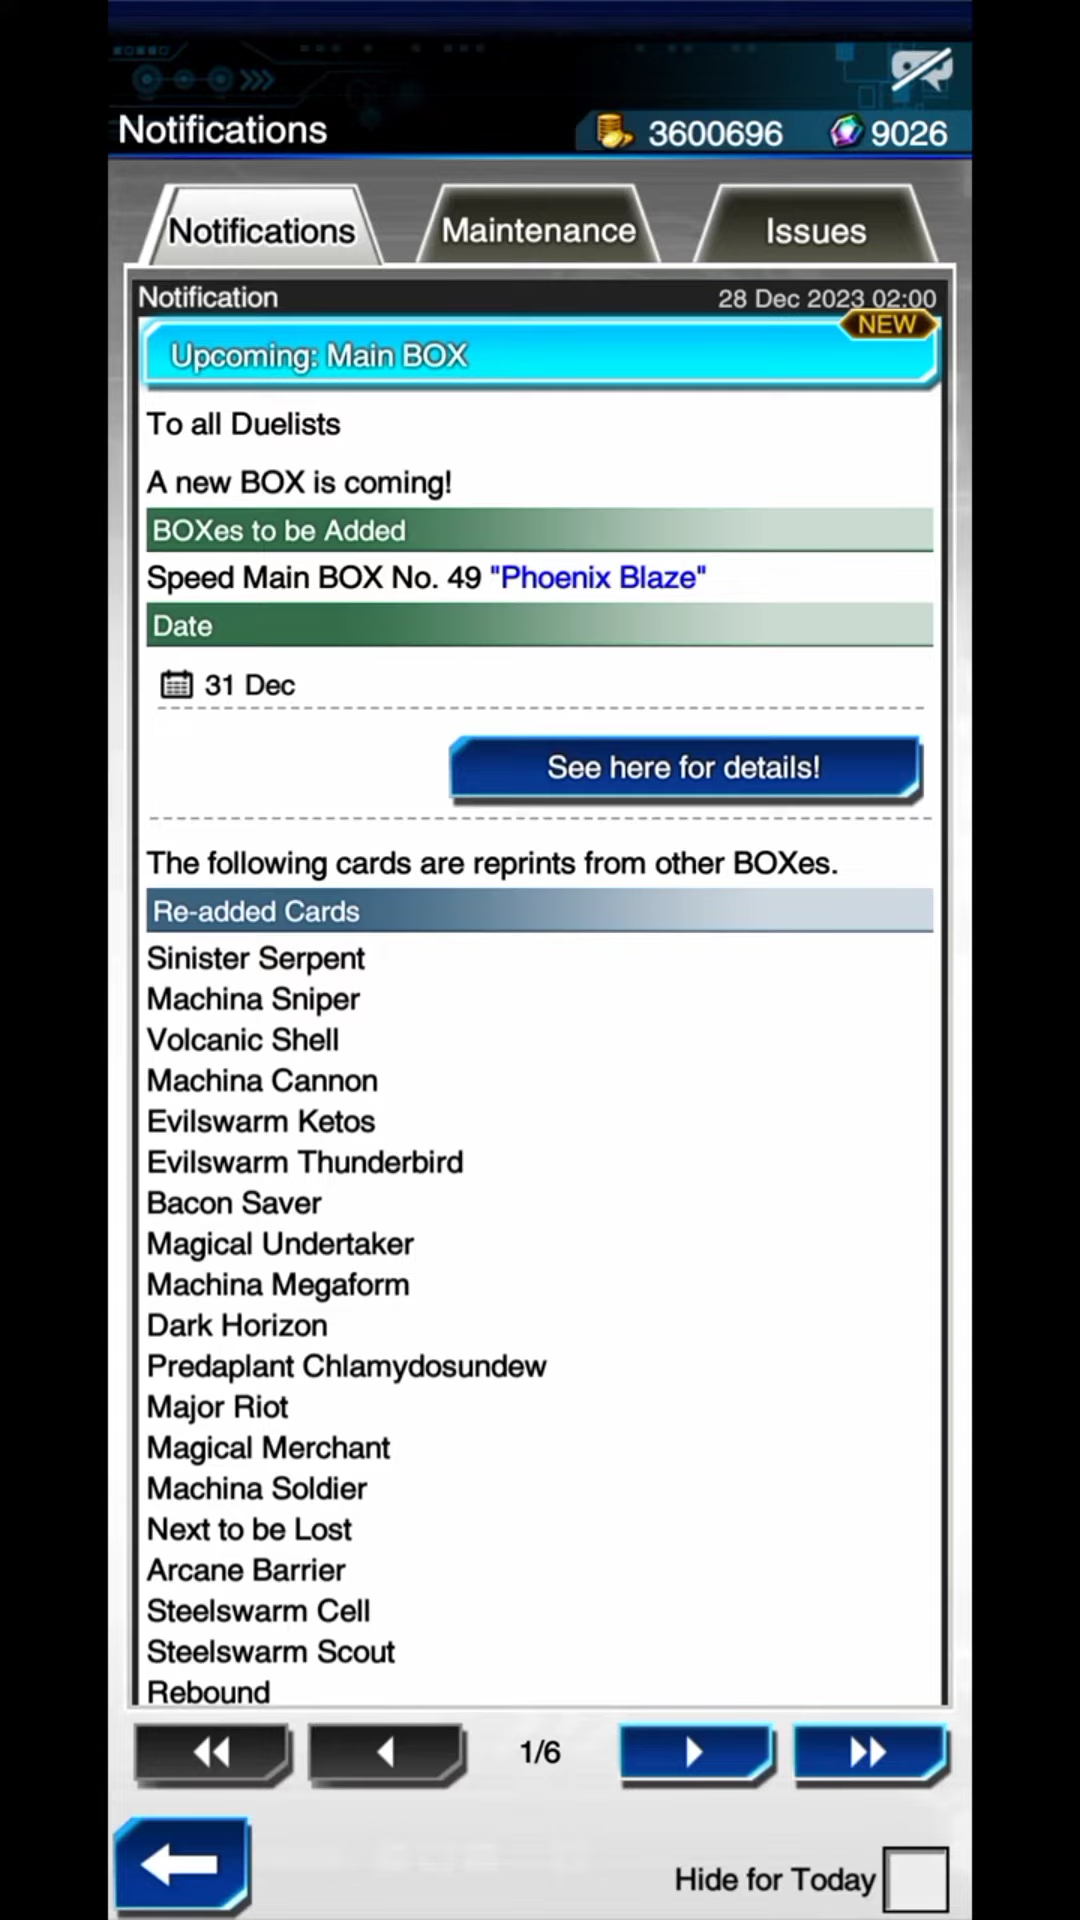 Notifications
3600696
9026
Notifications
Maintenance
Issues
Notification
28 Dec 2023 02:00
NEW
Upcoming: Main BOX
To all Duelists
A new BOX is coming!
BOXes to be Added
Speed Main BOX No. 49 "Phoenix Blaze"
Date
31 Dec
See here for details!
The following cards are reprints from other BOXes.
Re-added Cards
Sinister Serpent
Machina Sniper
Volcanic Shell
Machina Cannon
Evilswarm Ketos
Evilswarm Thunderbird
Bacon Saver
Magical Undertaker
Machina Megaform
Dark Horizon
Predaplant Chlamydosundew
Major Riot
Magical Merchant
Machina Soldier
Next to be Lost
Arcane Barrier
Steelswarm Cell
Steelswarm Scout
Rebound
1/6
Hide for Today